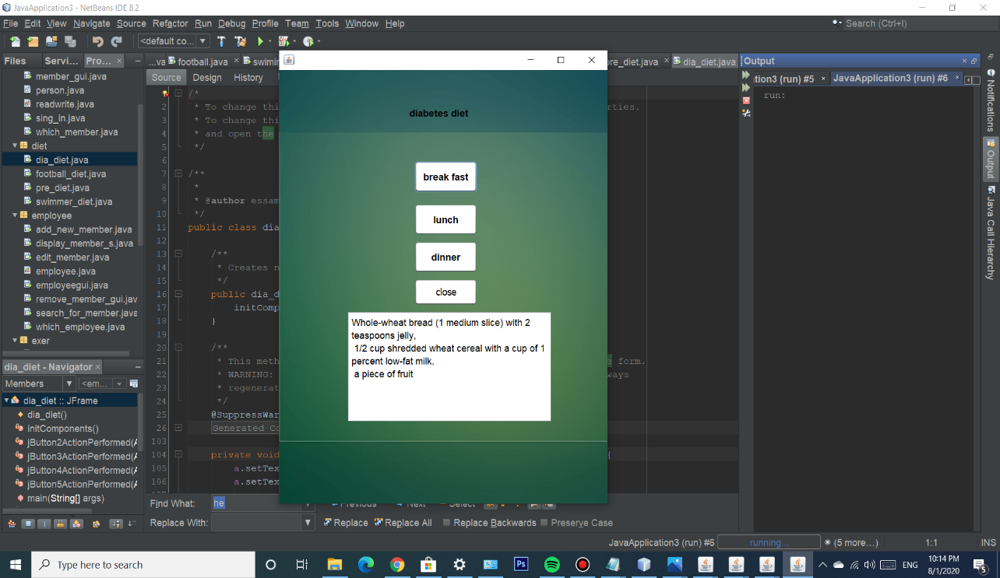 JavaApplication3 - NetBeans IDE 8.2
File Edit View Navigate Source Refactor Run Debug Profile Team Tools Window Help
Search (Ctrl+I)
<default co...
Files Servi... Pro... ×
member_gui.java
person.java
readwrite.java
sing_in.java
which_member.java
diet
dia_diet.java
football_diet.java
pre_diet.java
swimmer_diet.java
employee
add_new_member.java
display_member_s.java
edit_member.java
employee.java
employeegui.java
remove_member_gui.jav
search_for_member.java
which_employee.java
exer
dia_diet - Navigator ×
Members <em...
dia_diet :: JFrame
dia_diet()
initComponents()
jButton2ActionPerformed(A
jButton3ActionPerformed(A
jButton4ActionPerformed(A
jButton5ActionPerformed(A
main(String[] args)
...va football.java × swimi
pre_diet.java × dia_diet.java
Source Design History
/*
2 * To change thi rties.
3 * To change thi
4 * and open the
5 */
6
7 /**
8 *
9 * @author essam
10 */
11 public class dia
12
13 /**
14 * Creates n
15 */
16 public dia_d
17 initComp
18 }
19
20 /**
21 * This meth form.
22 * WARNING: ways
23 * regenerat
24 */
25 @SuppressWar
26 Generated Co
103
104 private void {
105 a.setTex
106 a.setTex
diabetes diet
break fast
lunch
dinner
close
Whole-wheat bread (1 medium slice) with 2
teaspoons jelly,
1/2 cup shredded wheat cereal with a cup of 1
percent low-fat milk,
a piece of fruit
Find What: he Previous Next Select
Replace With: Replace Replace All Replace Backwards Preserve Case
Output
tion3 (run) #5 × JavaApplication3 (run) #6 ×
run:
Notifications
Output
Java Call Hierarchy
JavaApplication3 (run) #6 running... (5 more...) 1:1 INS
Type here to search
Ps
ENG
10:14 PM
8/1/2020
5